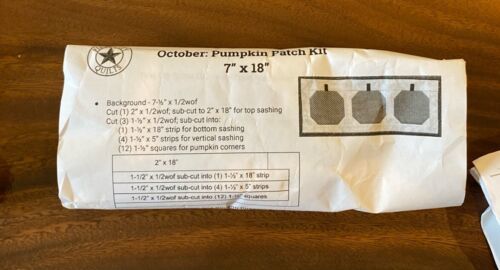 QUILTS
October: Pumpkin Patch Kit
7" x 18"
• Background - 7-½" x 1/2wof
Cut (1) 2" x 1/2wof; sub-cut to 2" x 18" for top sashing
Cut (3) 1-½" x 1/2wof; sub-cut into:
(1) 1-½" x 18" strip for bottom sashing
(4) 1-½" x 5" strips for vertical sashing
(12) 1-½" squares for pumpkin corners
2" x 18"
1-1/2" x 1/2wof sub-cut into (1) 1-½" x 18" strip
1-1/2" x 1/2wof sub-cut into (4) 1-½" x 5" strips
1-1/2" x 1/2wof sub-cut into (12) 1-½" squares